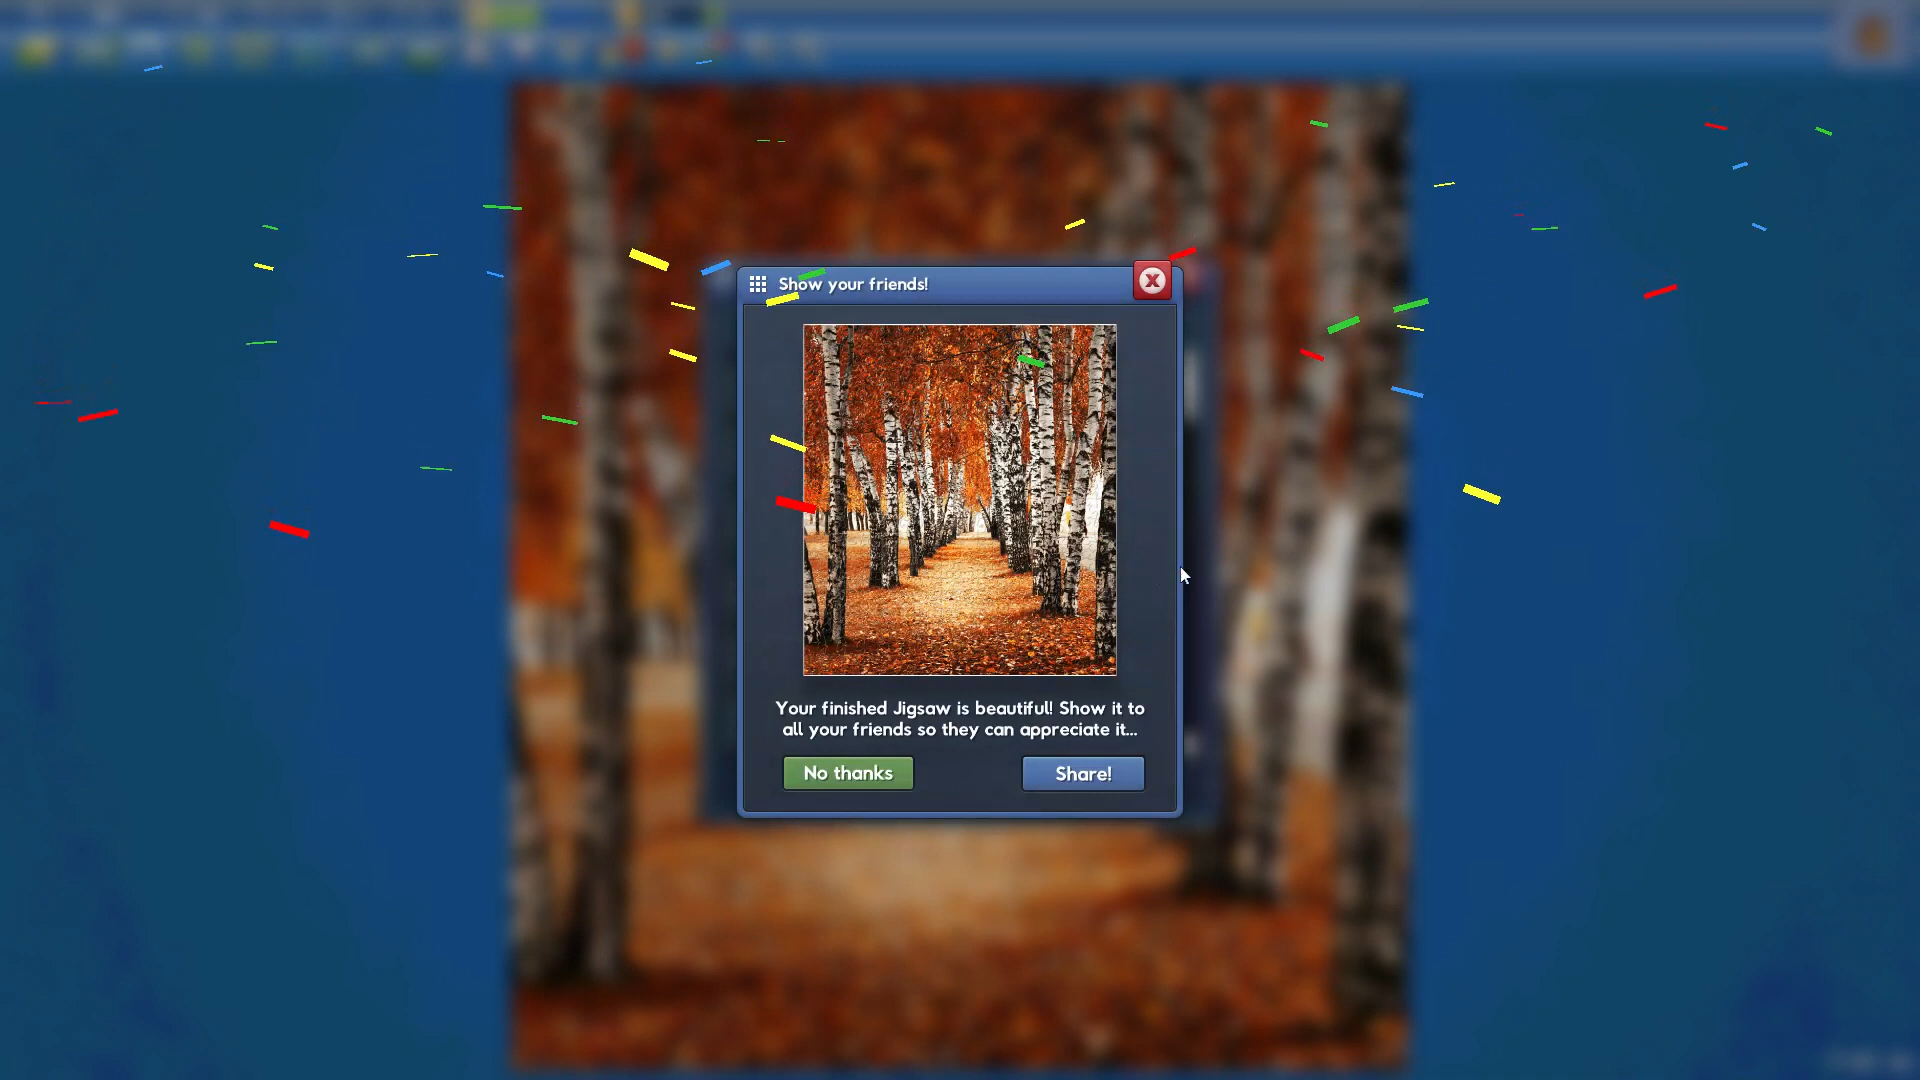 Show your friends!
Your finished Jigsaw is beautiful! Show it to
all your friends so they can appreciate it...
No thanks
Share!